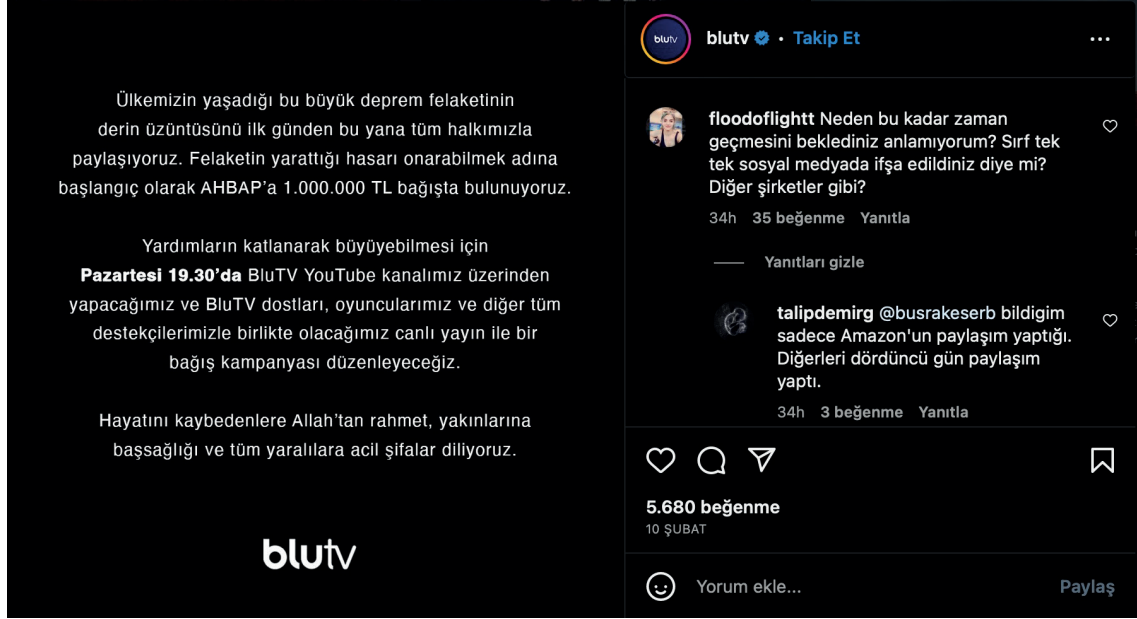 Ülkemizin yaşadığı bu büyük deprem felaketinin
derin üzüntüsünü ilk günden bu yana tüm halkımızla
paylaşıyoruz. Felaketin yarattığı hasarı onarabilmek adına
başlangıç olarak AHBAP’a 1.000.000 TL bağışta bulunuyoruz.
Yardımların katlanarak büyüyebilmesi için
Pazartesi 19.30’da BluTV YouTube kanalımız üzerinden
yapacağımız ve BluTV dostları, oyuncularımız ve diğer tüm
destekçilerimizle birlikte olacağımız canlı yayın ile bir
bağış kampanyası düzenleyeceğiz.
Hayatını kaybedenlere Allah’tan rahmet, yakınlarına
başsağlığı ve tüm yaralılara acil şifalar diliyoruz.
blutv
blutv
blutv • Takip Et
floodoflightt Neden bu kadar zaman
geçmesini beklediniz anlamıyorum? Sırf tek
tek sosyal medyada ifşa edildiniz diye mi?
Diğer şirketler gibi?
34h 35 beğenme Yanıtla
Yanıtları gizle
talipdemirg @busrakeserb bildigim
sadece Amazon'un paylaşım yaptığı.
Diğerleri dördüncü gün paylaşım
yaptı.
34h 3 beğenme Yanıtla
5.680 beğenme
10 ŞUBAT
Yorum ekle...
Paylaş